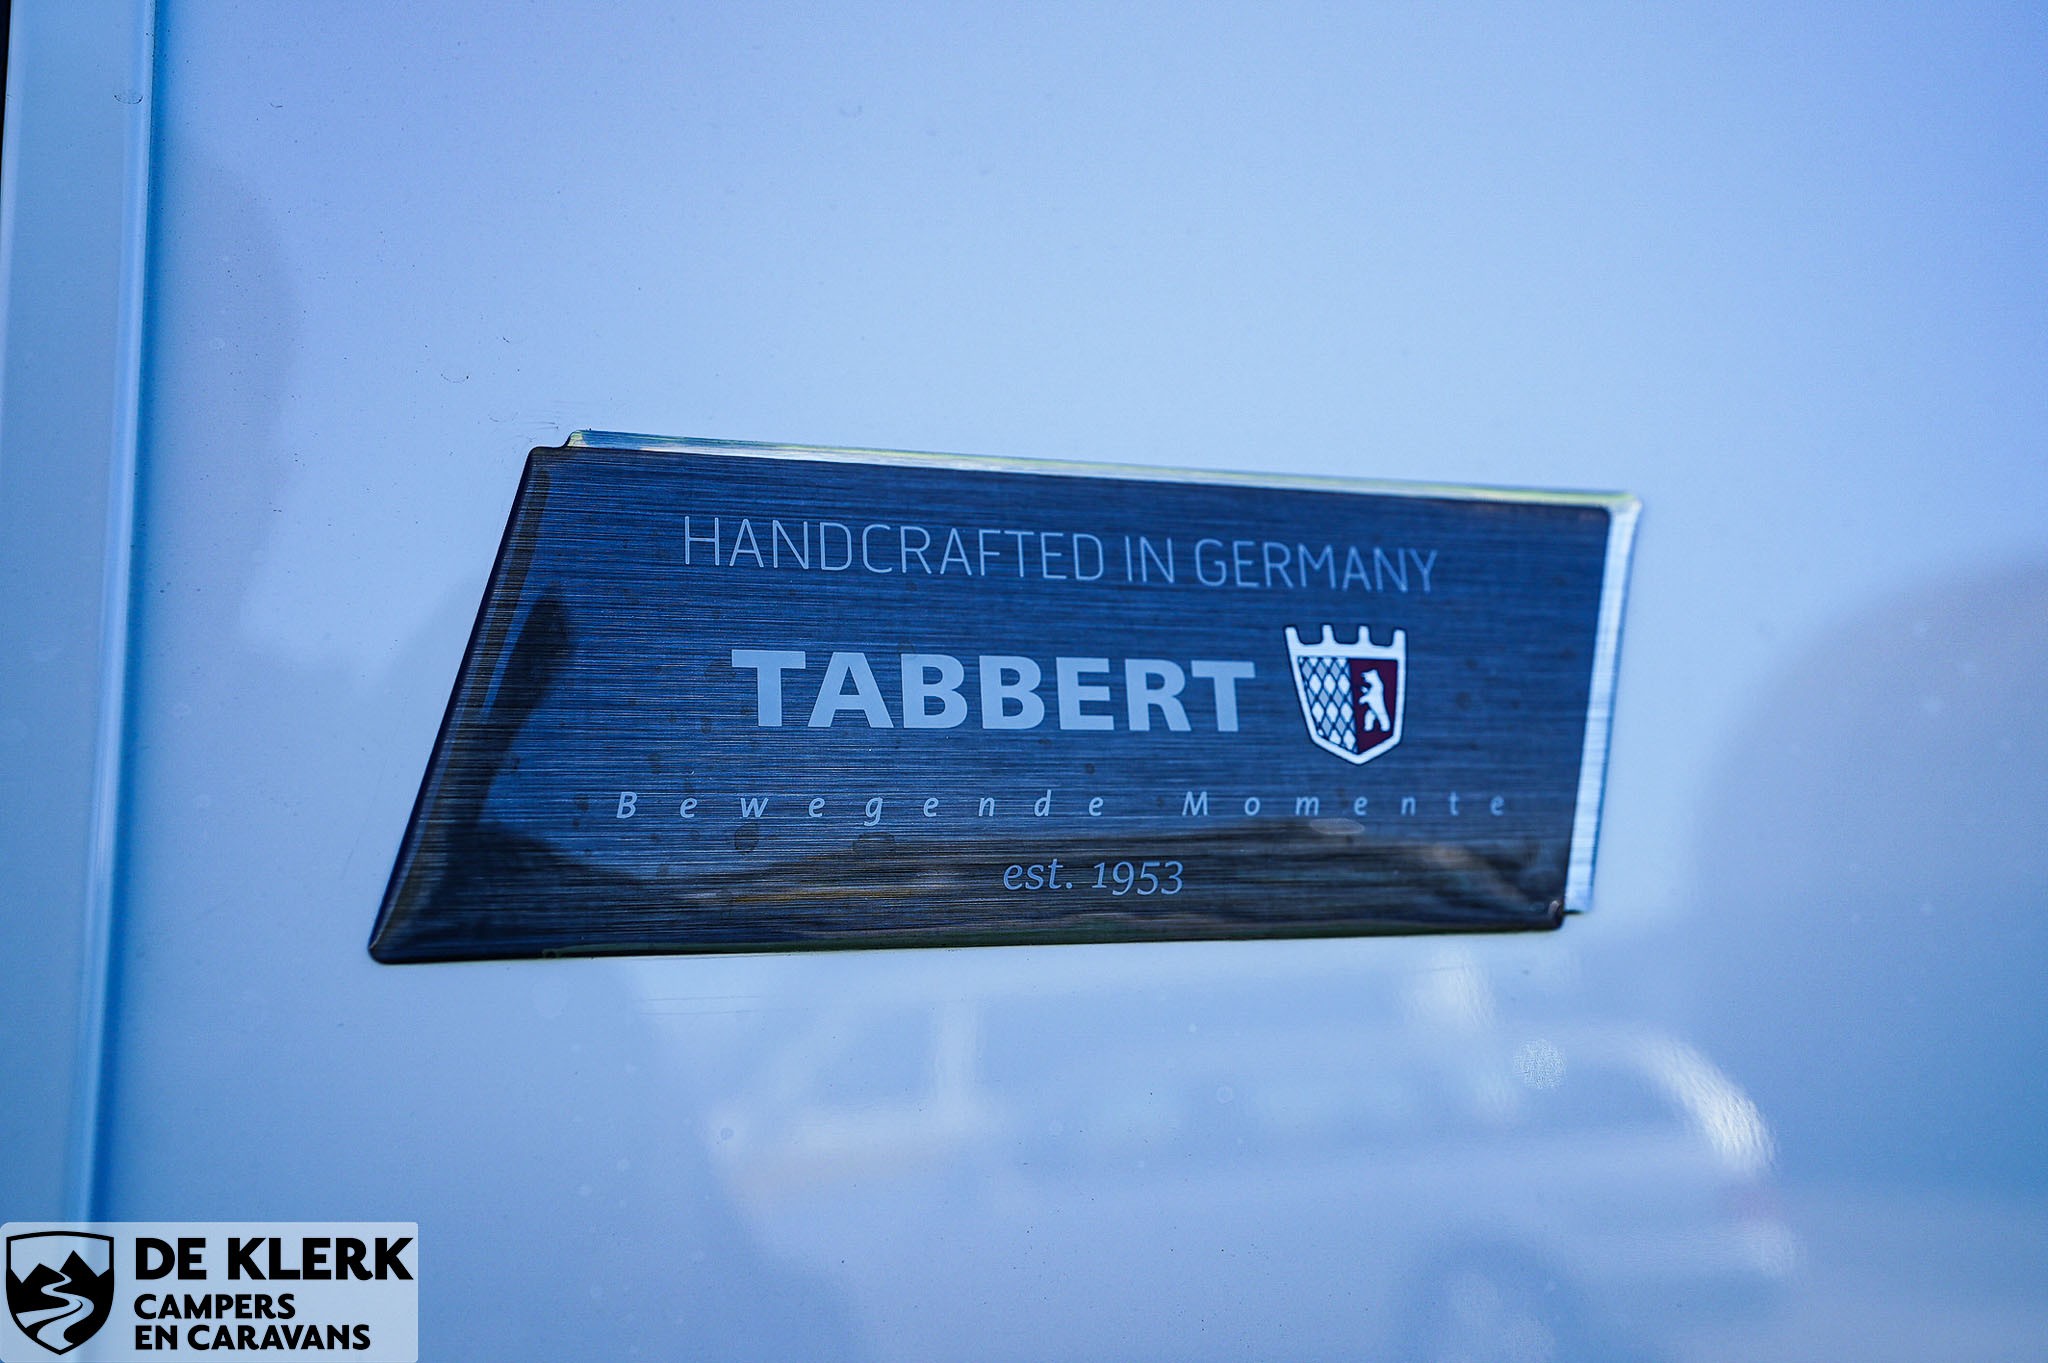 HANDCRAFTED IN GERMANY
TABBERT
Bewegende Momente
est. 1953
DE KLERK
CAMPERS
EN CARAVANS